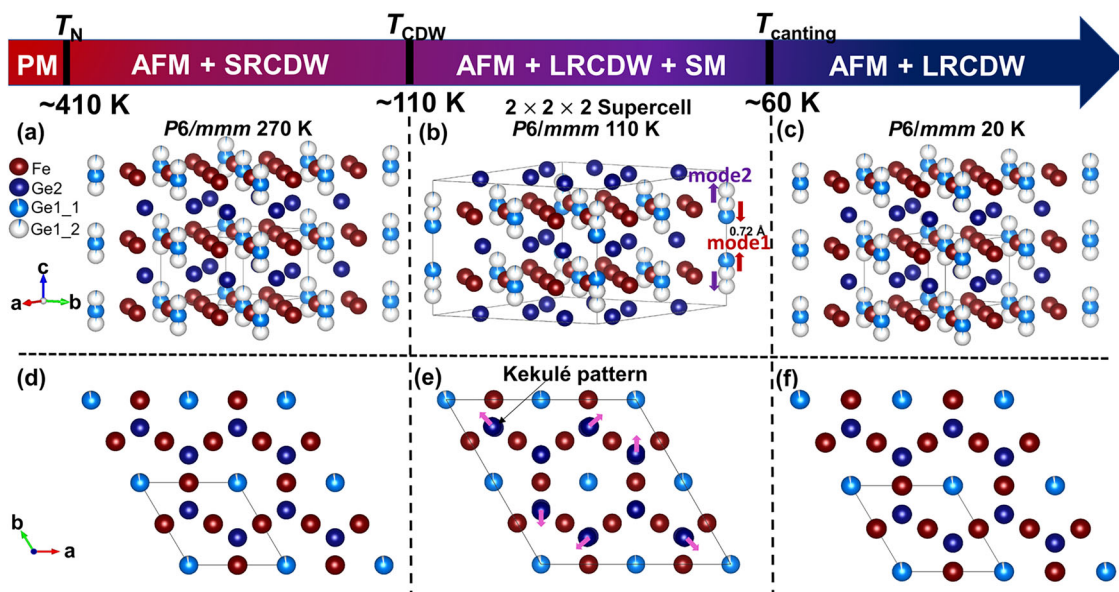 T_N
T_CDW
T_canting
PM
AFM + SRCDW
AFM + LRCDW + SM
AFM + LRCDW
~410 K
~110 K
~60 K
2 × 2 × 2 Supercell
(a)
P6/mmm 270 K
(b)
P6/mmm 110 K
(c)
P6/mmm 20 K
Fe
Ge2
Ge1_1
Ge1_2
mode2
0.72 Å
mode1
c
a
b
(d)
(e)
Kekulé pattern
(f)
b
a